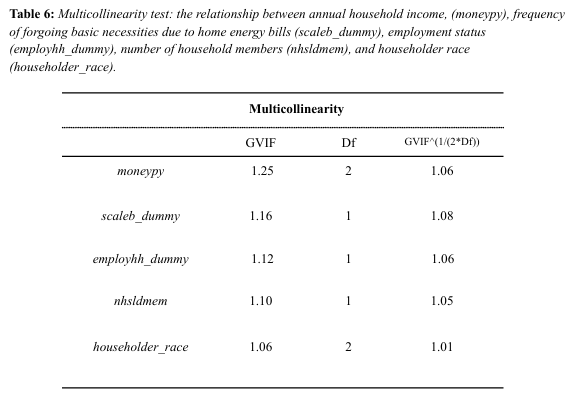 Table 6: Multicollinearity test: the relationship between annual household income, (moneypy), frequency
of forgoing basic necessities due to home energy bills (scaleb_dummy), employment status
(employhh_dummy), number of household members (nhsldmem), and householder race
(householder_race).
Multicollinearity
GVIF Df GVIF^(1/(2*Df))
moneypy 1.25 2 1.06
scaleb_dummy 1.16 1 1.08
employhh_dummy 1.12 1 1.06
nhsldmem 1.10 1 1.05
householder_race 1.06 2 1.01